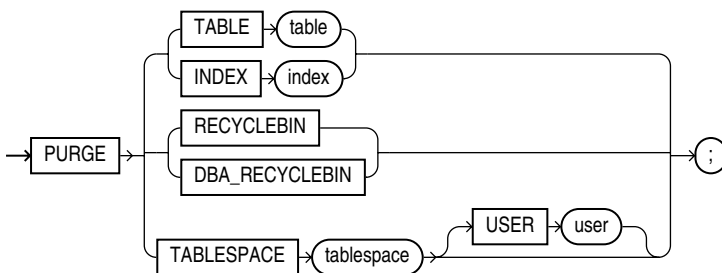 TABLE table
INDEX index
RECYCLEBIN
PURGE ;
DBA_RECYCLEBIN
USER user
TABLESPACE tablespace